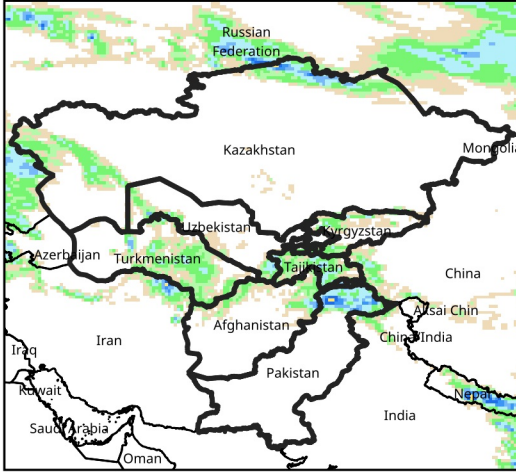 Russian
Federation
Kazakhstan
Mongolia
Uzbekistan
Kyrgyzstan
Azerbaijan
Turkmenistan
Tajikistan
China
Aksai Chin
Afghanistan
China/India
Iran
Iraq
Pakistan
Kuwait
Nepal
India
Saudi Arabia
Oman